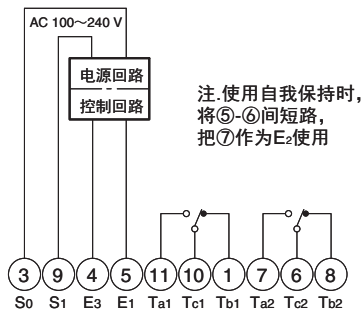 AC 100～240 V
电源回路
控制回路
注.使用自我保持时，
将⑤-⑥间短路，
把⑦作为E2使用
3 9 4 5 11 10 1 7 6 8
S0 S1 E3 E1 Ta1 Tc1 Tb1 Ta2 Tc2 Tb2